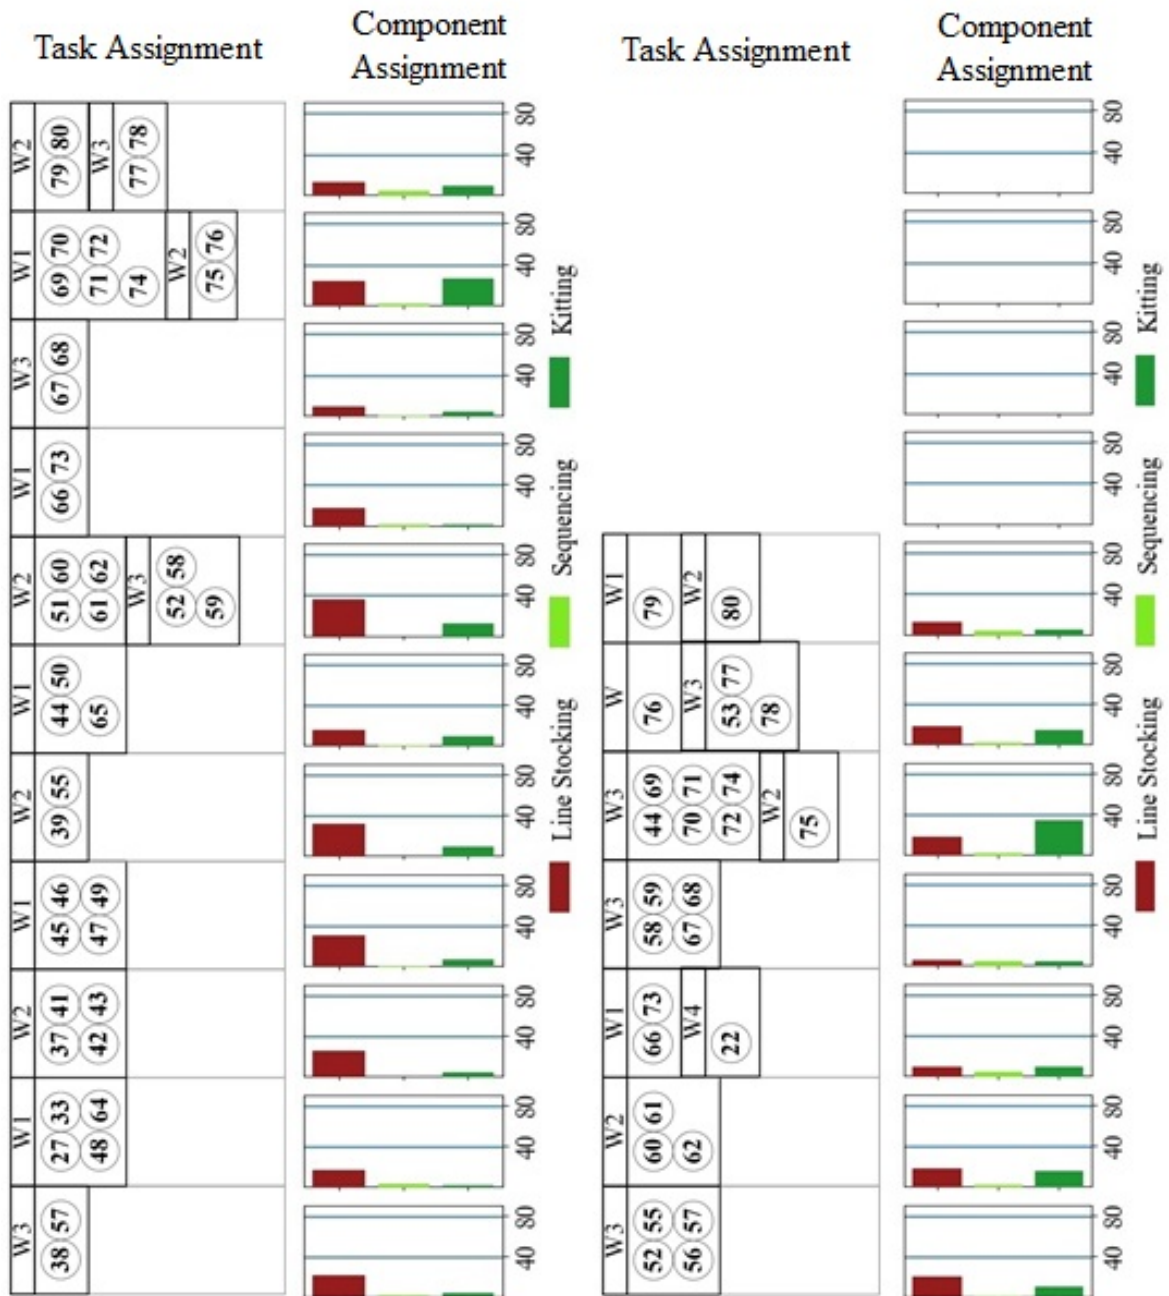 Task Assignment
Component
Assignment
Task Assignment
Component
Assignment
W2
79 80
W3
77 78
80
40
W1
69 70
71 72
74
W2
75 76
80
40
W3
67 68
80
40
W1
66 73
80
40
W2
51 60
61 62
W3
52 58
59
80
40
W1
44 50
65
80
40
W2
39 55
80
40
W1
45 46
47 49
80
40
W2
37 41
42 43
80
40
W1
27 33
48 64
80
40
W3
38 57
80
40
Line Stocking
Sequencing
Kitting
80
40
80
40
80
40
80
40
W1
79
W2
80
80
40
W
76
W3
53 77
78
80
40
W3
44 69
70 71
72 74
W2
75
80
40
W3
58 59
67 68
80
40
W1
66 73
W4
22
80
40
W2
60 61
62
80
40
W3
52 55
56 57
80
40
Line Stocking
Sequencing
Kitting